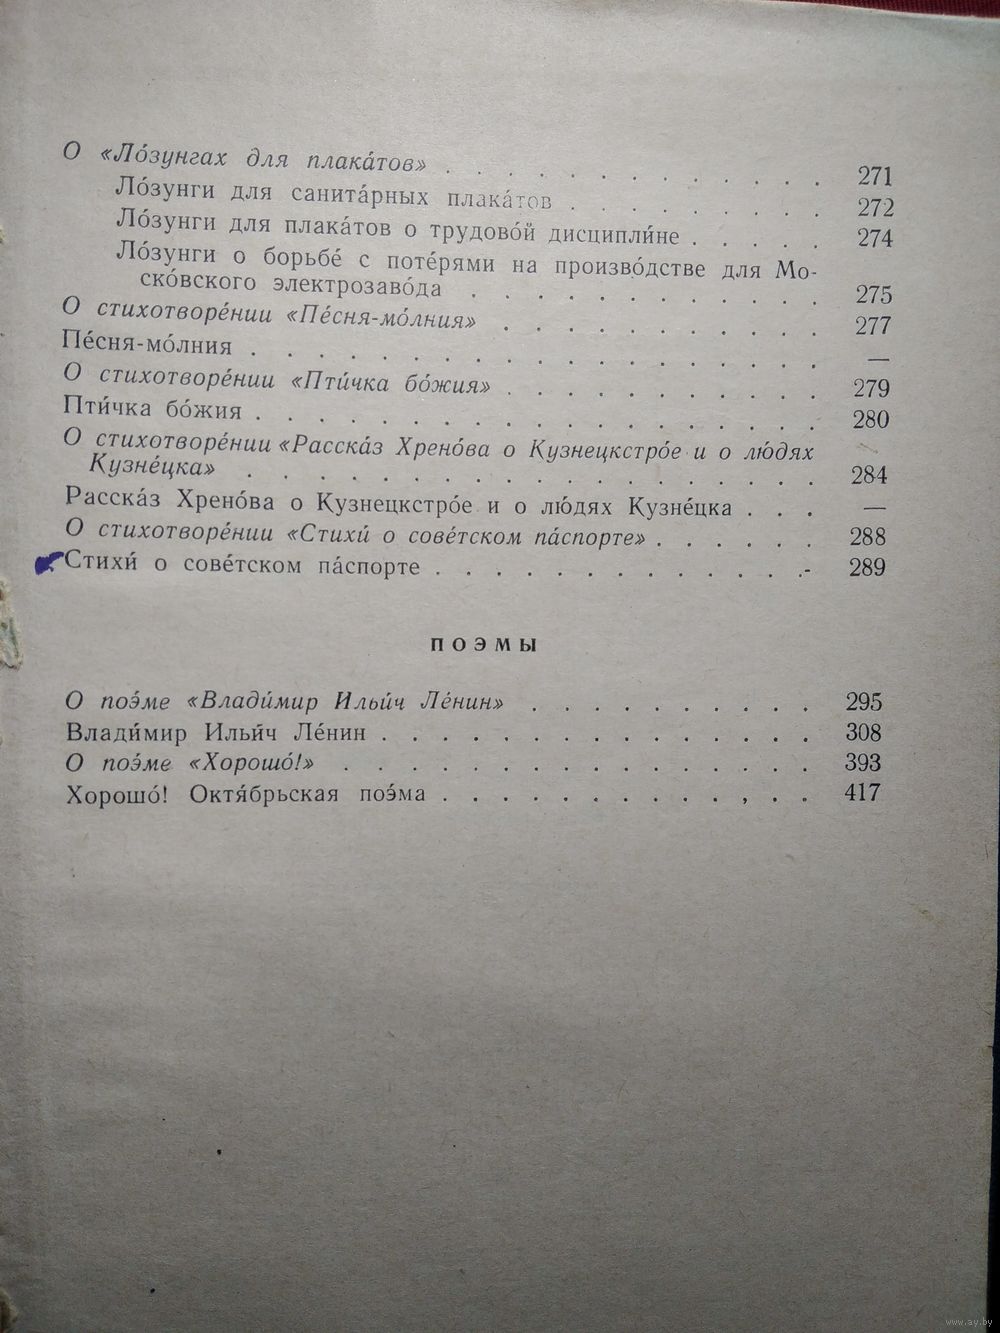 О «Ло́зунгах для плака́тов» . . . . . . . . . . . . . 271
Ло́зунги для санита́рных плака́тов . . . . . . . . . 272
Ло́зунги для плака́тов о трудово́й дисципли́не . . . . . 274
Ло́зунги о борьбе́ с поте́рями на произво́дстве для Мо-
ско́вского электрозаво́да . . . . . . . . . . . . 275
О стихотворе́нии «Пе́сня-мо́лния» . . . . . . . . . . . 277
Пе́сня-мо́лния . . . . . . . . . . . . . . . . —
О стихотворе́нии «Пти́чка бо́жия» . . . . . . . . . . . 279
Пти́чка бо́жия . . . . . . . . . . . . . . . . 280
О стихотворе́нии «Расска́з Хрено́ва о Кузнецкстро́е и о лю́дях
Кузне́цка» . . . . . . . . . . . . . . . . 284
Расска́з Хрено́ва о Кузнецкстро́е и о лю́дях Кузне́цка . . . —
О стихотворе́нии «Стихи́ о сове́тском па́спорте» . . . . . . 288
Стихи́ о сове́тском па́спорте . . . . . . . . . . . . . 289
ПОЭМЫ
О поэ́ме «Влади́мир Ильи́ч Ле́нин» . . . . . . . . . . 295
Влади́мир Ильи́ч Ле́нин . . . . . . . . . . . . . . . 308
О поэ́ме «Хорошо́!» . . . . . . . . . . . . . . . . 393
Хорошо́! Октя́брьская поэ́ма . . . . . . . . . . . . . 417
www.ay.by